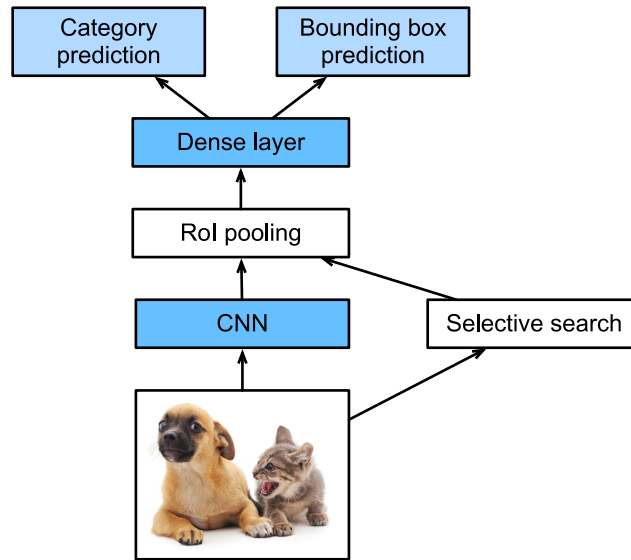 Category
prediction
Bounding box
prediction
Dense layer
RoI pooling
CNN
Selective search